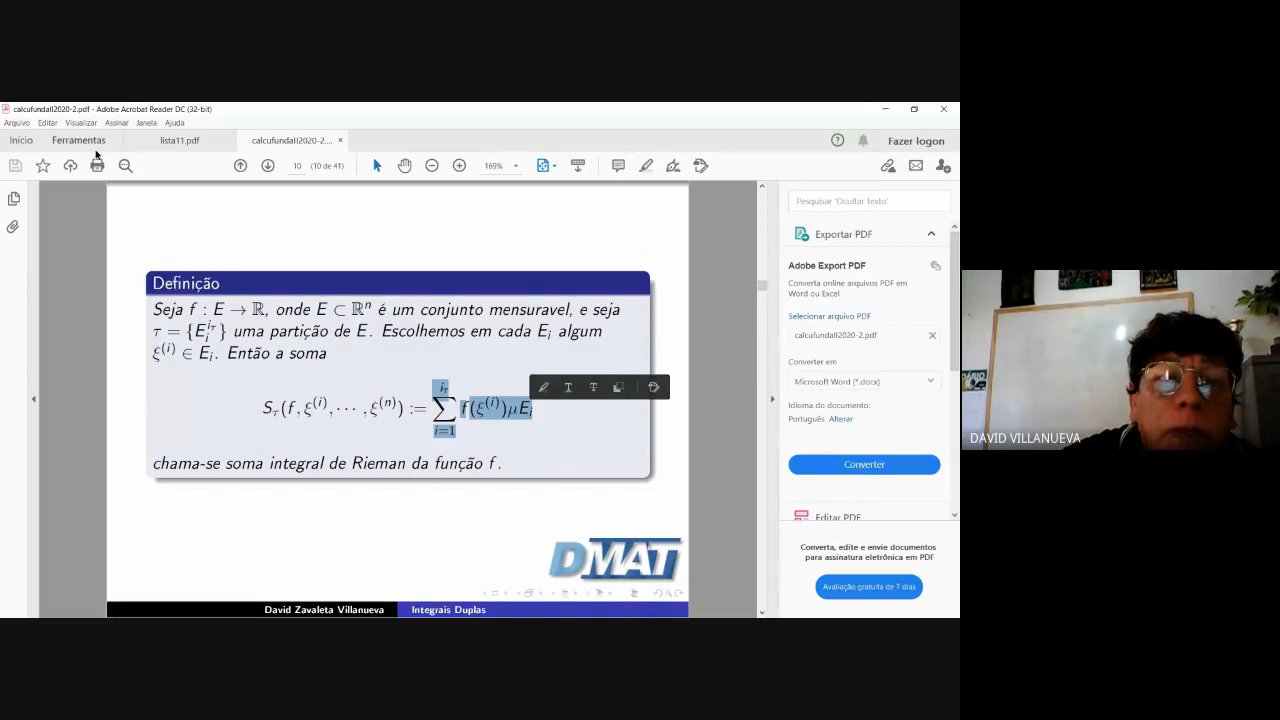 calcufundaII2020-2.pdf - Adobe Acrobat Reader DC (32-bit)
Arquivo Editar Visualizar Assinar Janela Ajuda
Início Ferramentas lista11.pdf calcufundaII2020-2.... × Fazer logon
10 (10 de 41) 169%
Pesquisar 'Ocultar texto'
Exportar PDF
Adobe Export PDF
Converta online arquivos PDF em
Word ou Excel
Selecionar arquivo PDF
calcufundaII2020-2.pdf
Converter em
Microsoft Word (*.docx)
Idioma do documento:
Português Alterar
Converter
Editar PDF
Converta, edite e envie documentos
para assinatura eletrônica em PDF
Avaliação gratuita de 7 dias
Definição
Seja f : E → ℝ, onde E ⊂ ℝⁿ é um conjunto mensuravel, e seja
τ = {E_i^{i_τ}} uma partição de E. Escolhemos em cada E_i algum
ξ^{(i)} ∈ E_i. Então a soma
S_τ(f, ξ^{(i)}, ⋯ , ξ^{(n)}) := ∑_{i=1}^{i_τ} f(ξ^{(i)})μE_i
chama-se soma integral de Rieman da função f.
DMAT
David Zavaleta Villanueva Integrais Duplas
DAVID VILLANUEVA